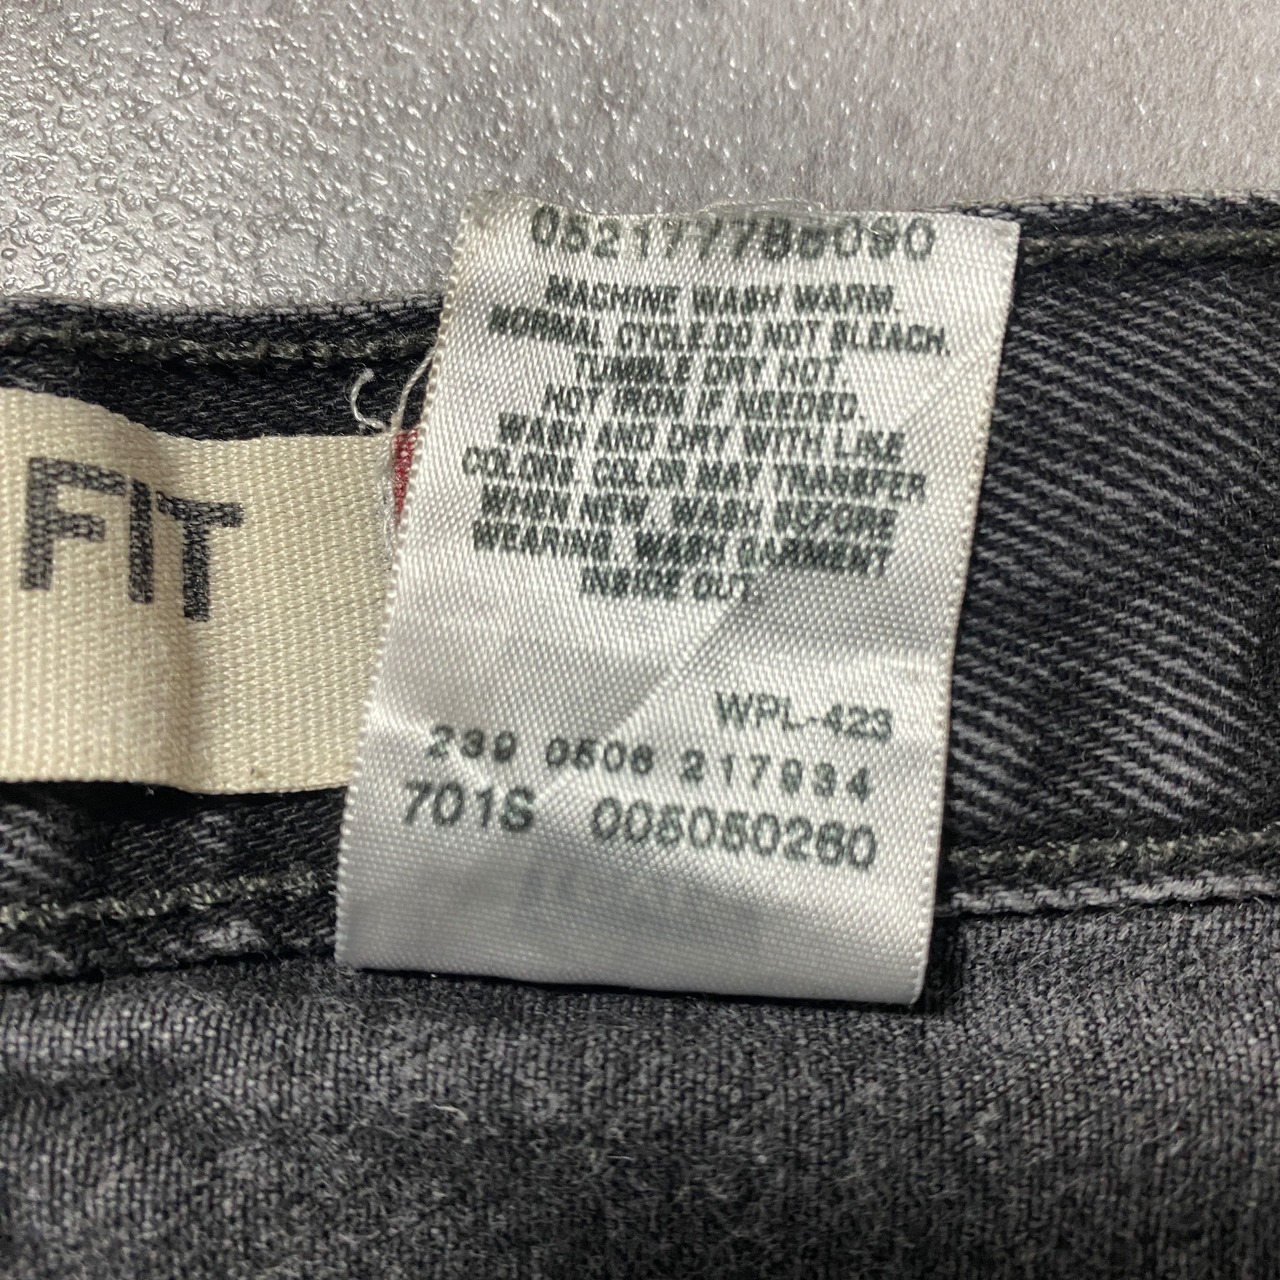 FIT
MACHINE WASH WARM
NORMAL CYCLE.DO NOT BLEACH.
TUMBLE DRY HOT.
HOT IRON IF NEEDED.
WASH AND DRY WITH LIKE
COLORS. COLOR MAY TRANSFER
WHEN NEW. WASH BEFORE
WEARING. WASH GARMENT
INSIDE OUT
WPL-423
239 0506 217934
701S 005050260